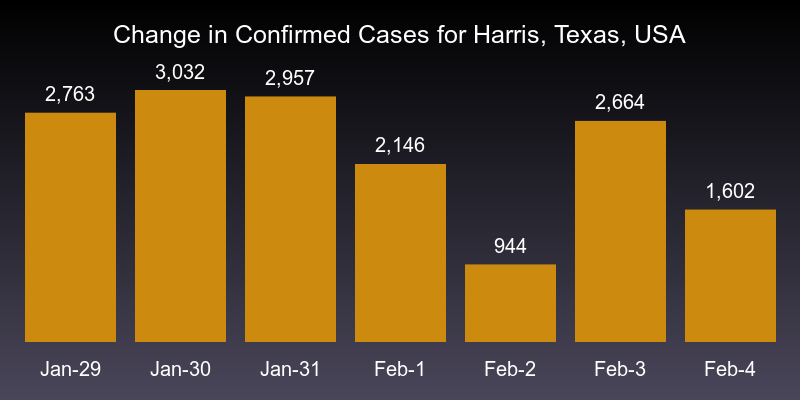 Change in Confirmed Cases for Harris, Texas, USA
2,763
3,032
2,957
2,146
944
2,664
1,602
Jan-29
Jan-30
Jan-31
Feb-1
Feb-2
Feb-3
Feb-4